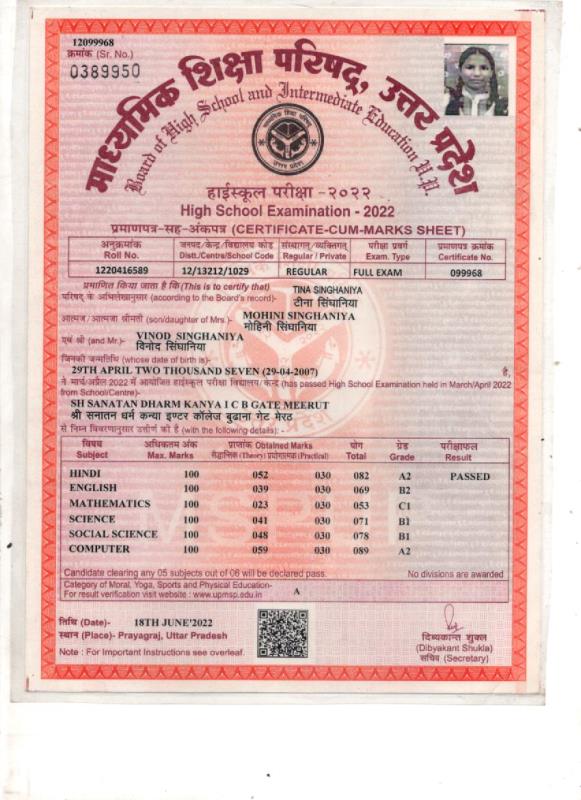 12099968
क्रमांक (Sr. No.)
0389950
माध्यमिक शिक्षा परिषद्, उत्तर प्रदेश
Board of High School and Intermediate Education U.P.
माध्यमिक शिक्षा परिषद
उत्तर प्रदेश
हाईस्कूल परीक्षा -२०२२
High School Examination - 2022
प्रमाणपत्र-सह-अंकपत्र (CERTIFICATE-CUM-MARKS SHEET)
अनुक्रमांक जनपद/केन्द्र/विद्यालय कोड संस्थागत्/व्यक्तिगत् परीक्षा प्रवर्ग प्रमाणपत्र क्रमांक
Roll No. Distt./Centre/School Code Regular / Private Exam. Type Certificate No.
1220416589 12/13212/1029 REGULAR FULL EXAM 099968
प्रमाणित किया जाता है कि (This is to certify that) TINA SINGHANIYA
परिषद् के अभिलेखानुसार (according to the Board's record)- टीना सिंघानिया
आत्मज/आत्मजा श्रीमती (son/daughter of Mrs.) MOHINI SINGHANIYA
मोहिनी सिंघानिया
एवं श्री (and Mr.)- VINOD SINGHANIYA
विनोद सिंघानिया
जिनकी जन्मतिथि (whose date of birth is)-
29TH APRIL TWO THOUSAND SEVEN (29-04-2007) है,
ने मार्च/अप्रैल 2022 में आयोजित हाईस्कूल परीक्षा विद्यालय/केन्द्र (has passed High School Examination held in March/April 2022
from School/Centre)-
SH SANATAN DHARM KANYA I C B GATE MEERUT
श्री सनातन धर्म कन्या इण्टर कॉलेज बुढाना गेट मेरठ
से निम्न विवरणानुसार उत्तीर्ण की है (with the following details): -
विषय अधिकतम अंक प्राप्तांक Obtained Marks योग ग्रेड परीक्षाफल
Subject Max. Marks सैद्धान्तिक (Theory) प्रयोगात्मक (Practical) Total Grade Result
HINDI 100 052 030 082 A2 PASSED
ENGLISH 100 039 030 069 B2
MATHEMATICS 100 023 030 053 C1
SCIENCE 100 041 030 071 B1
SOCIAL SCIENCE 100 048 030 078 B1
COMPUTER 100 059 030 089 A2
Candidate clearing any 05 subjects out of 06 will be declared pass. No divisions are awarded
Category of Moral, Yoga, Sports and Physical Education- A
For result verification visit website : www.upmsp.edu.in
तिथि (Date)- 18TH JUNE'2022
स्थान (Place)- Prayagraj, Uttar Pradesh
Note : For Important Instructions see overleaf.
दिब्यकान्त शुक्ल
(Dibyakant Shukla)
सचिव (Secretary)